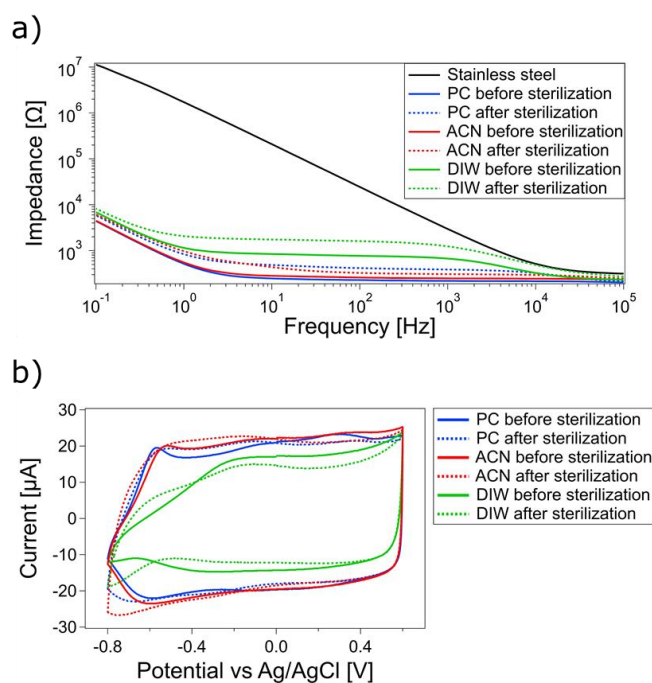 a)
10^7
10^6
10^5
10^4
10^3
Impedance [Ω]
Stainless steel
PC before sterilization
PC after sterilization
ACN before sterilization
ACN after sterilization
DIW before sterilization
DIW after sterilization
10^-1
10^0
10^1
10^2
10^3
10^4
10^5
Frequency [Hz]
b)
30
20
10
0
-10
-20
-30
Current [µA]
PC before sterilization
PC after sterilization
ACN before sterilization
ACN after sterilization
DIW before sterilization
DIW after sterilization
-0.8
-0.4
0.0
0.4
Potential vs Ag/AgCl [V]